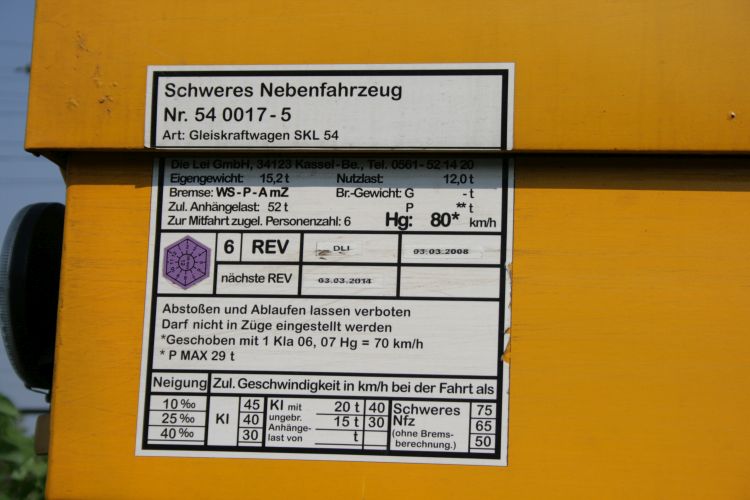 Schweres Nebenfahrzeug
Nr. 54 0017-5
Art: Gleiskraftwagen SKL 54
Die Lei GmbH, 34123 Kassel-Be., Tel. 0561-52 14 20
Eigengewicht: 15,2 t Nutzlast: 12,0 t
Bremse: WS-P-A mZ Br.-Gewicht: G - t
Zul. Anhängelast: 52 t P ** t
Zur Mitfahrt zugel. Personenzahl: 6 Hg: 80* km/h
6 REV DLI 03.03.2008
nächste REV 03.03.2014
Abstoßen und Ablaufen lassen verboten
Darf nicht in Züge eingestellt werden
*Geschoben mit 1 Kla 06, 07 Hg = 70 km/h
* P MAX 29 t
Neigung Zul. Geschwindigkeit in km/h bei der Fahrt als
10 ‰ 45 Kl mit 20 t 40 Schweres 75
25 ‰ Kl 40 ungebr. 15 t 30 Nfz 65
40 ‰ 30 Anhänge- t (ohne Brems- 50
last von berechnung.)